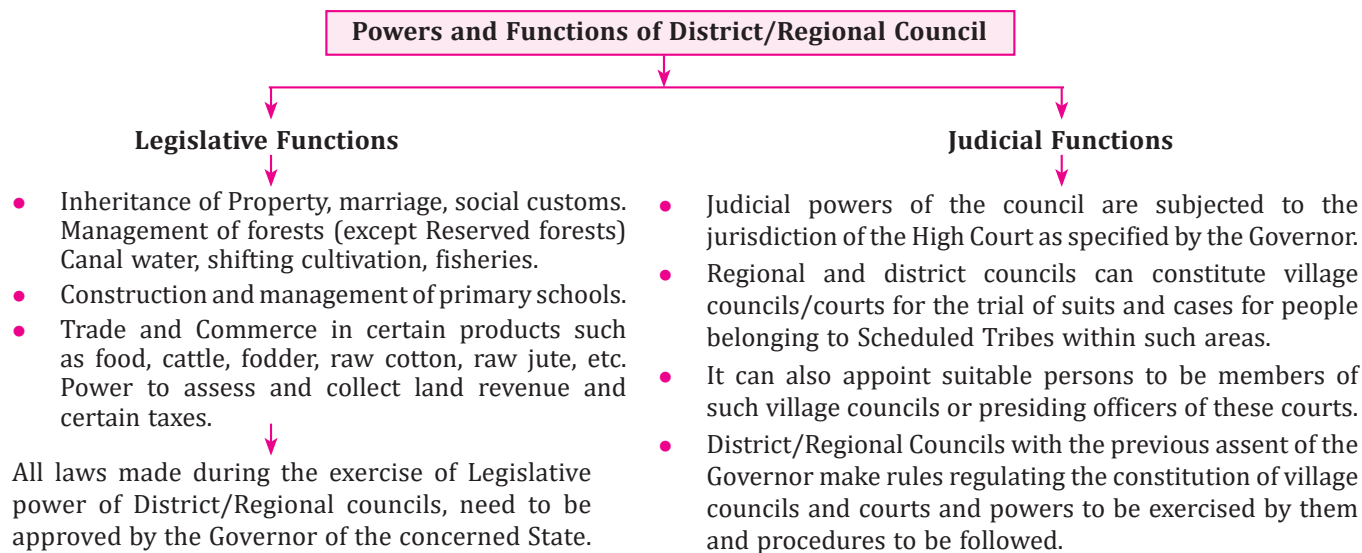 Powers and Functions of District/Regional Council
Legislative Functions
● Inheritance of Property, marriage, social customs.
Management of forests (except Reserved forests)
Canal water, shifting cultivation, fisheries.
● Construction and management of primary schools.
● Trade and Commerce in certain products such
as food, cattle, fodder, raw cotton, raw jute, etc.
Power to assess and collect land revenue and
certain taxes.
All laws made during the exercise of Legislative
power of District/Regional councils, need to be
approved by the Governor of the concerned State.
Judicial Functions
● Judicial powers of the council are subjected to the
jurisdiction of the High Court as specified by the Governor.
● Regional and district councils can constitute village
councils/courts for the trial of suits and cases for people
belonging to Scheduled Tribes within such areas.
● It can also appoint suitable persons to be members of
such village councils or presiding officers of these courts.
● District/Regional Councils with the previous assent of the
Governor make rules regulating the constitution of village
councils and courts and powers to be exercised by them
and procedures to be followed.